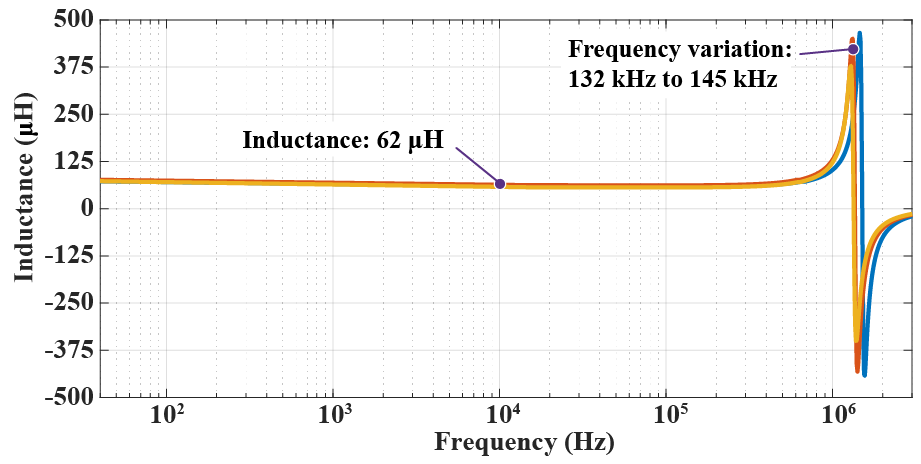 500
375
250
125
0
-125
-250
-375
-500
Inductance (µH)
Frequency variation:
132 kHz to 145 kHz
Inductance: 62 µH
10²
10³
10⁴
10⁵
10⁶
Frequency (Hz)